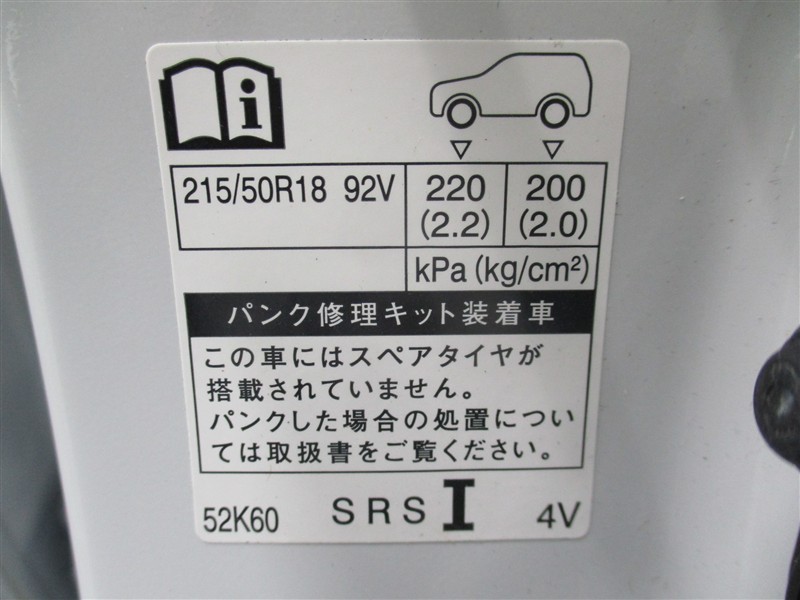 i
215/50R18 92V 220 200
(2.2) (2.0)
kPa (kg/cm²)
パンク修理キット装着車
この車にはスペアタイヤが
搭載されていません。
パンクした場合の処置につい
ては取扱書をご覧ください。
52K60 SRS I 4V